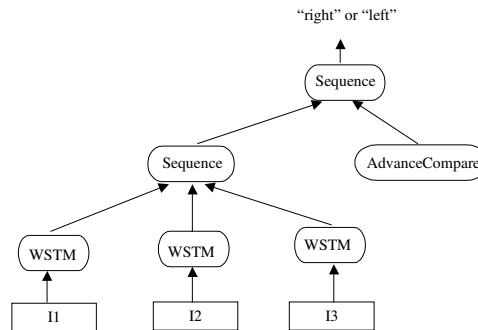 “right” or “left”
Sequence
Sequence
AdvanceCompare
WSTM
WSTM
WSTM
I1
I2
I3